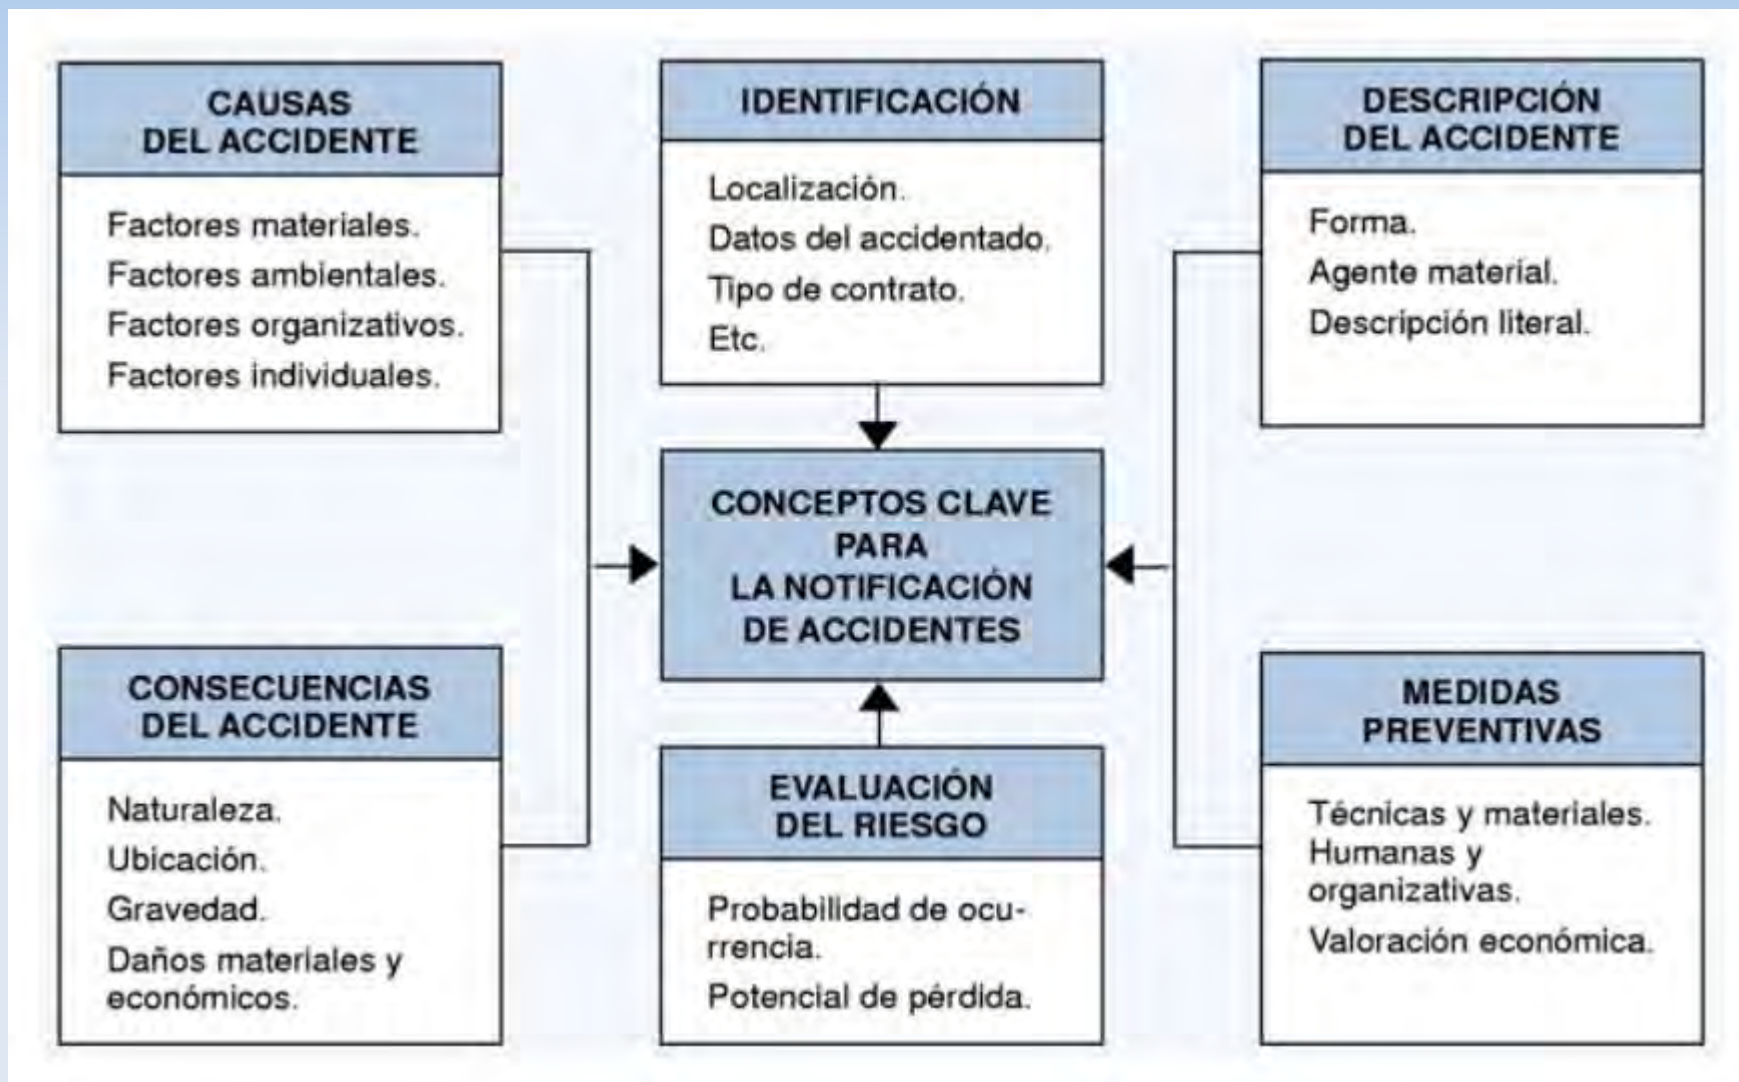 CAUSAS
DEL ACCIDENTE
Factores materiales.
Factores ambientales.
Factores organizativos.
Factores individuales.
IDENTIFICACIÓN
Localización.
Datos del accidentado.
Tipo de contrato.
Etc.
DESCRIPCIÓN
DEL ACCIDENTE
Forma.
Agente material.
Descripción literal.
CONCEPTOS CLAVE
PARA
LA NOTIFICACIÓN
DE ACCIDENTES
CONSECUENCIAS
DEL ACCIDENTE
Naturaleza.
Ubicación.
Gravedad.
Daños materiales y
económicos.
EVALUACIÓN
DEL RIESGO
Probabilidad de ocu-
rrencia.
Potencial de pérdida.
MEDIDAS
PREVENTIVAS
Técnicas y materiales.
Humanas y
organizativas.
Valoración económica.